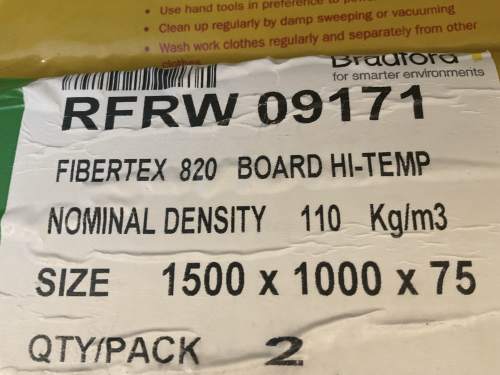 • Use hand tools in preference to power
• Clean up regularly by damp sweeping or vacuuming
• Wash work clothes regularly and separately from other
clothes
Bradford
for smarter environments
RFRW 09171
FIBERTEX 820 BOARD HI-TEMP
NOMINAL DENSITY 110 Kg/m3
SIZE 1500 x 1000 x 75
QTY/PACK 2